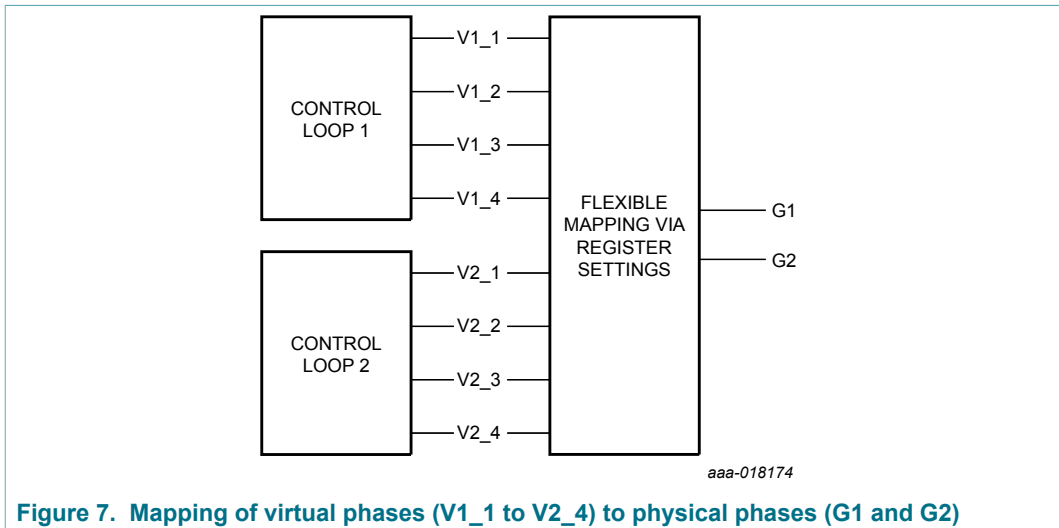 CONTROL
LOOP 1
V1_1
V1_2
V1_3
V1_4
CONTROL
LOOP 2
V2_1
V2_2
V2_3
V2_4
FLEXIBLE
MAPPING VIA
REGISTER
SETTINGS
G1
G2
aaa-018174
Figure 7. Mapping of virtual phases (V1_1 to V2_4) to physical phases (G1 and G2)